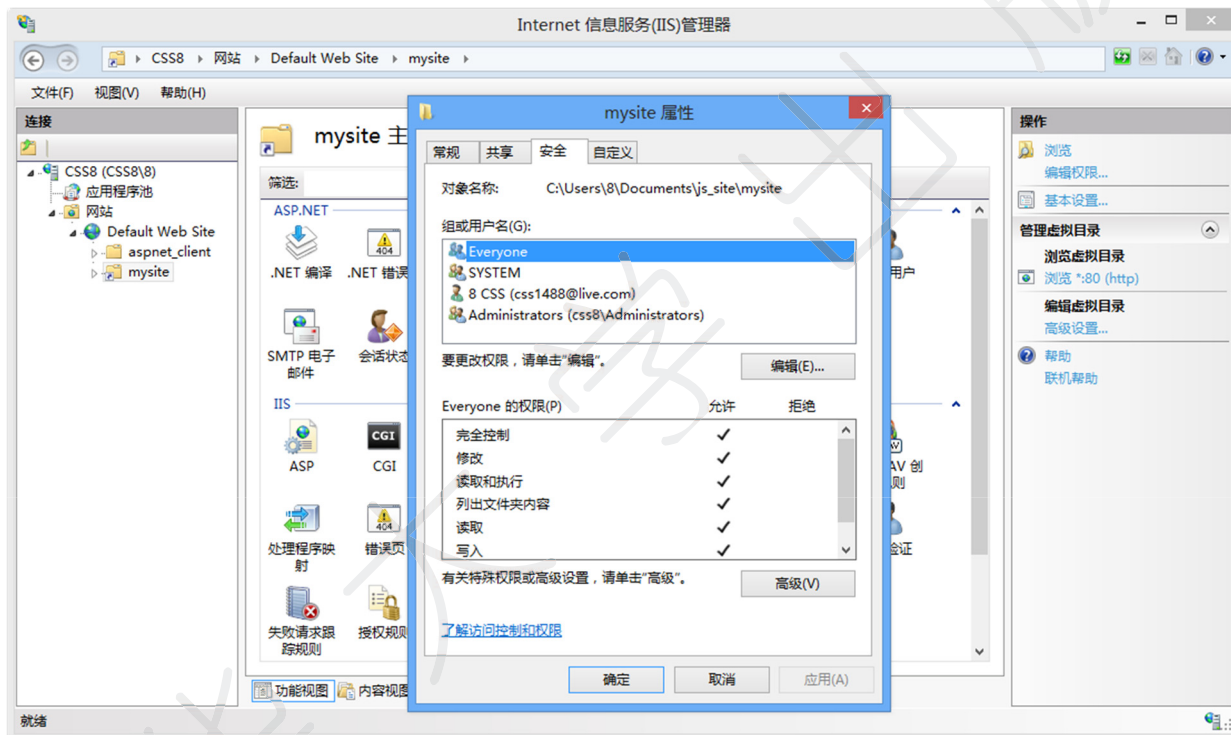 Internet 信息服务(IIS)管理器
CSS8 网站 Default Web Site mysite
文件(F) 视图(V) 帮助(H)
连接
CSS8 (CSS8\8)
应用程序池
网站
Default Web Site
aspnet_client
mysite
mysite 主
筛选:
ASP.NET
.NET 编译
.NET 错误
404
SMTP 电子
邮件
会话状态
IIS
ASP
CGI
CGI
处理程序映
射
404
错误页
失败请求跟
踪规则
授权规则
功能视图
内容视图
就绪
mysite 属性
常规 共享 安全 自定义
对象名称: C:\Users\8\Documents\js_site\mysite
组或用户名(G):
Everyone
SYSTEM
8 CSS (css1488@live.com)
Administrators (css8\Administrators)
要更改权限，请单击"编辑"。
编辑(E)...
Everyone 的权限(P) 允许 拒绝
完全控制
修改
读取和执行
列出文件夹内容
读取
写入
有关特殊权限或高级设置，请单击"高级"。
高级(V)
了解访问控制和权限
确定 取消 应用(A)
用户
AV 创
则
验证
操作
浏览
编辑权限...
基本设置...
管理虚拟目录
浏览虚拟目录
浏览 *:80 (http)
编辑虚拟目录
高级设置...
帮助
联机帮助